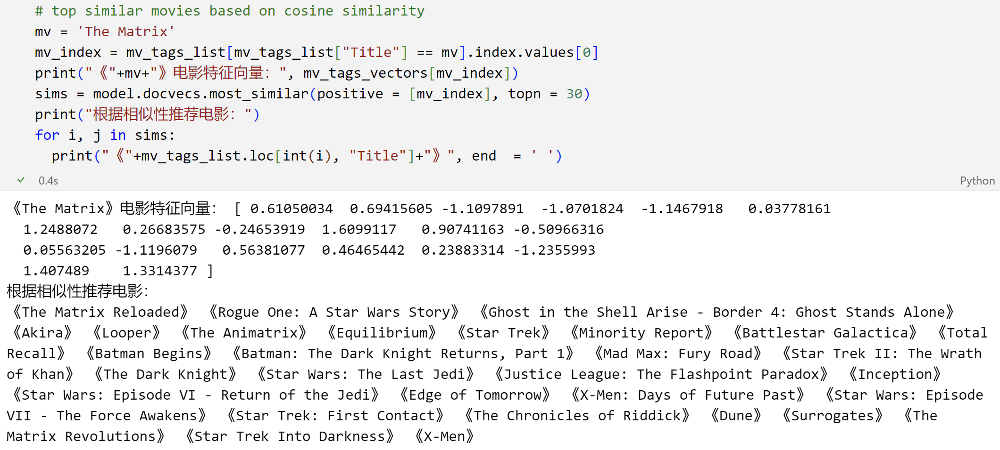 # top similar movies based on cosine similarity
mv = 'The Matrix'
mv_index = mv_tags_list[mv_tags_list["Title"] == mv].index.values[0]
print("《"+mv+"》电影特征向量：", mv_tags_vectors[mv_index])
sims = model.docvecs.most_similar(positive = [mv_index], topn = 30)
print("根据相似性推荐电影：")
for i, j in sims:
  print("《"+mv_tags_list.loc[int(i), "Title"]+"》", end  = ' ')
0.4s
Python
《The Matrix》电影特征向量： [ 0.61050034  0.69415605 -1.1097891  -1.0701824  -1.1467918   0.03778161
  1.2488072   0.26683575 -0.24653919  1.6099117   0.90741163 -0.50966316
  0.05563205 -1.1196079   0.56381077  0.46465442  0.23883314 -1.2355993
  1.407489    1.3314377 ]
根据相似性推荐电影：
《The Matrix Reloaded》 《Rogue One: A Star Wars Story》 《Ghost in the Shell Arise - Border 4: Ghost Stands Alone》
《Akira》 《Looper》 《The Animatrix》 《Equilibrium》 《Star Trek》 《Minority Report》 《Battlestar Galactica》 《Total
Recall》 《Batman Begins》 《Batman: The Dark Knight Returns, Part 1》 《Mad Max: Fury Road》 《Star Trek II: The Wrath
of Khan》 《The Dark Knight》 《Star Wars: The Last Jedi》 《Justice League: The Flashpoint Paradox》 《Inception》
《Star Wars: Episode VI - Return of the Jedi》 《Edge of Tomorrow》 《X-Men: Days of Future Past》 《Star Wars: Episode
VII - The Force Awakens》 《Star Trek: First Contact》 《The Chronicles of Riddick》 《Dune》 《Surrogates》 《The
Matrix Revolutions》 《Star Trek Into Darkness》 《X-Men》